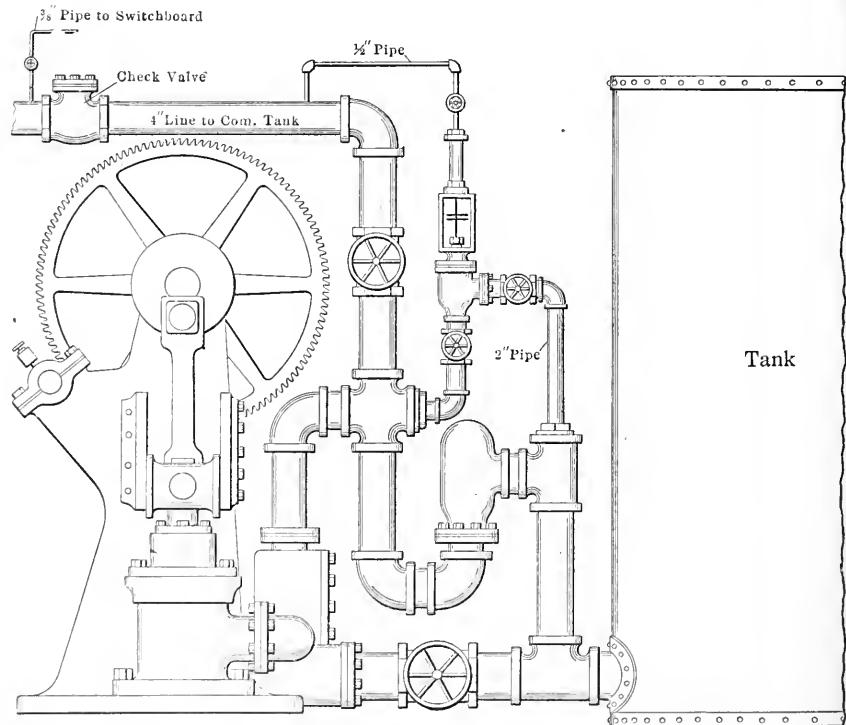 ⅜" Pipe to Switchboard
½" Pipe
Check Valve
4" Line to Com. Tank
2" Pipe
Tank